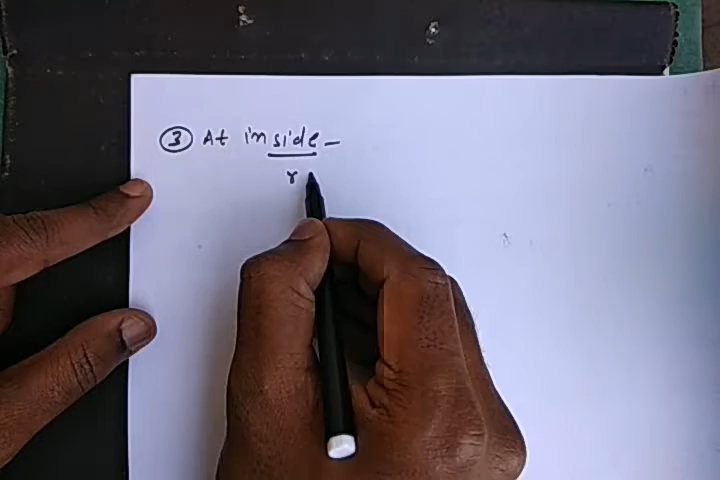 ③ At inside -
r